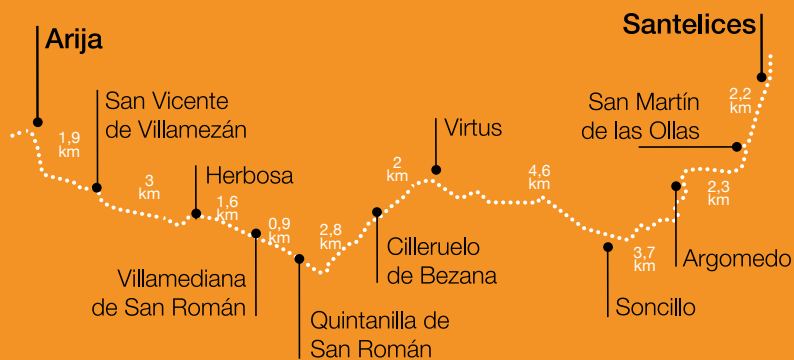 Arija
1,9
km
San Vicente
de Villamezán
3
km
Herbosa
1,6
km
Villamediana
de San Román
0,9
km
Quintanilla de
San Román
2,8
km
Cilleruelo
de Bezana
2
km
Virtus
4,6
km
Soncillo
3,7
km
Argomedo
2,3
km
San Martín
de las Ollas
2,2
km
Santelices